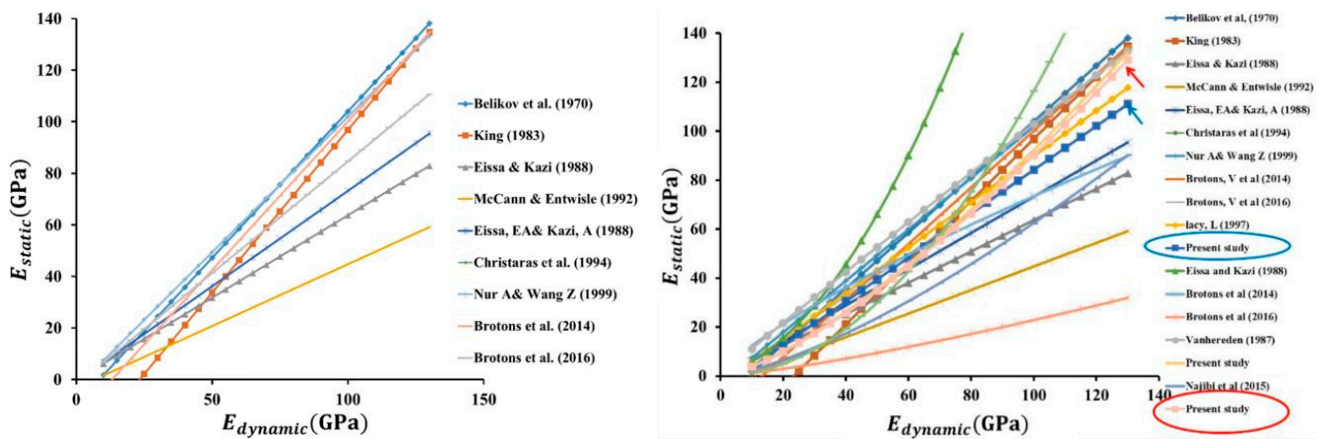 140
120
100
80
60
40
20
0
0
50
100
150
E_static(GPa)
E_dynamic(GPa)
Belikov et al. (1970)
King (1983)
Eissa & Kazi (1988)
McCann & Entwisle (1992)
Eissa, EA& Kazi, A (1988)
Christaras et al. (1994)
Nur A& Wang Z (1999)
Brotons et al. (2014)
Brotons et al. (2016)
140
120
100
80
60
40
20
0
0
20
40
60
80
100
120
140
E_static(GPa)
E_dynamic(GPa)
Belikov et al, (1970)
King (1983)
Eissa & Kazi (1988)
McCann & Entwisle (1992)
Eissa, EA& Kazi, A (1988)
Christaras et al (1994)
Nur A& Wang Z (1999)
Brotons, V et al (2014)
Brotons, V et al (2016)
lacy, L (1997)
Present study
Eissa and Kazi (1988)
Brotons et al (2014)
Brotons et al (2016)
Vanhereden (1987)
Present study
Najibi et al (2015)
Present study